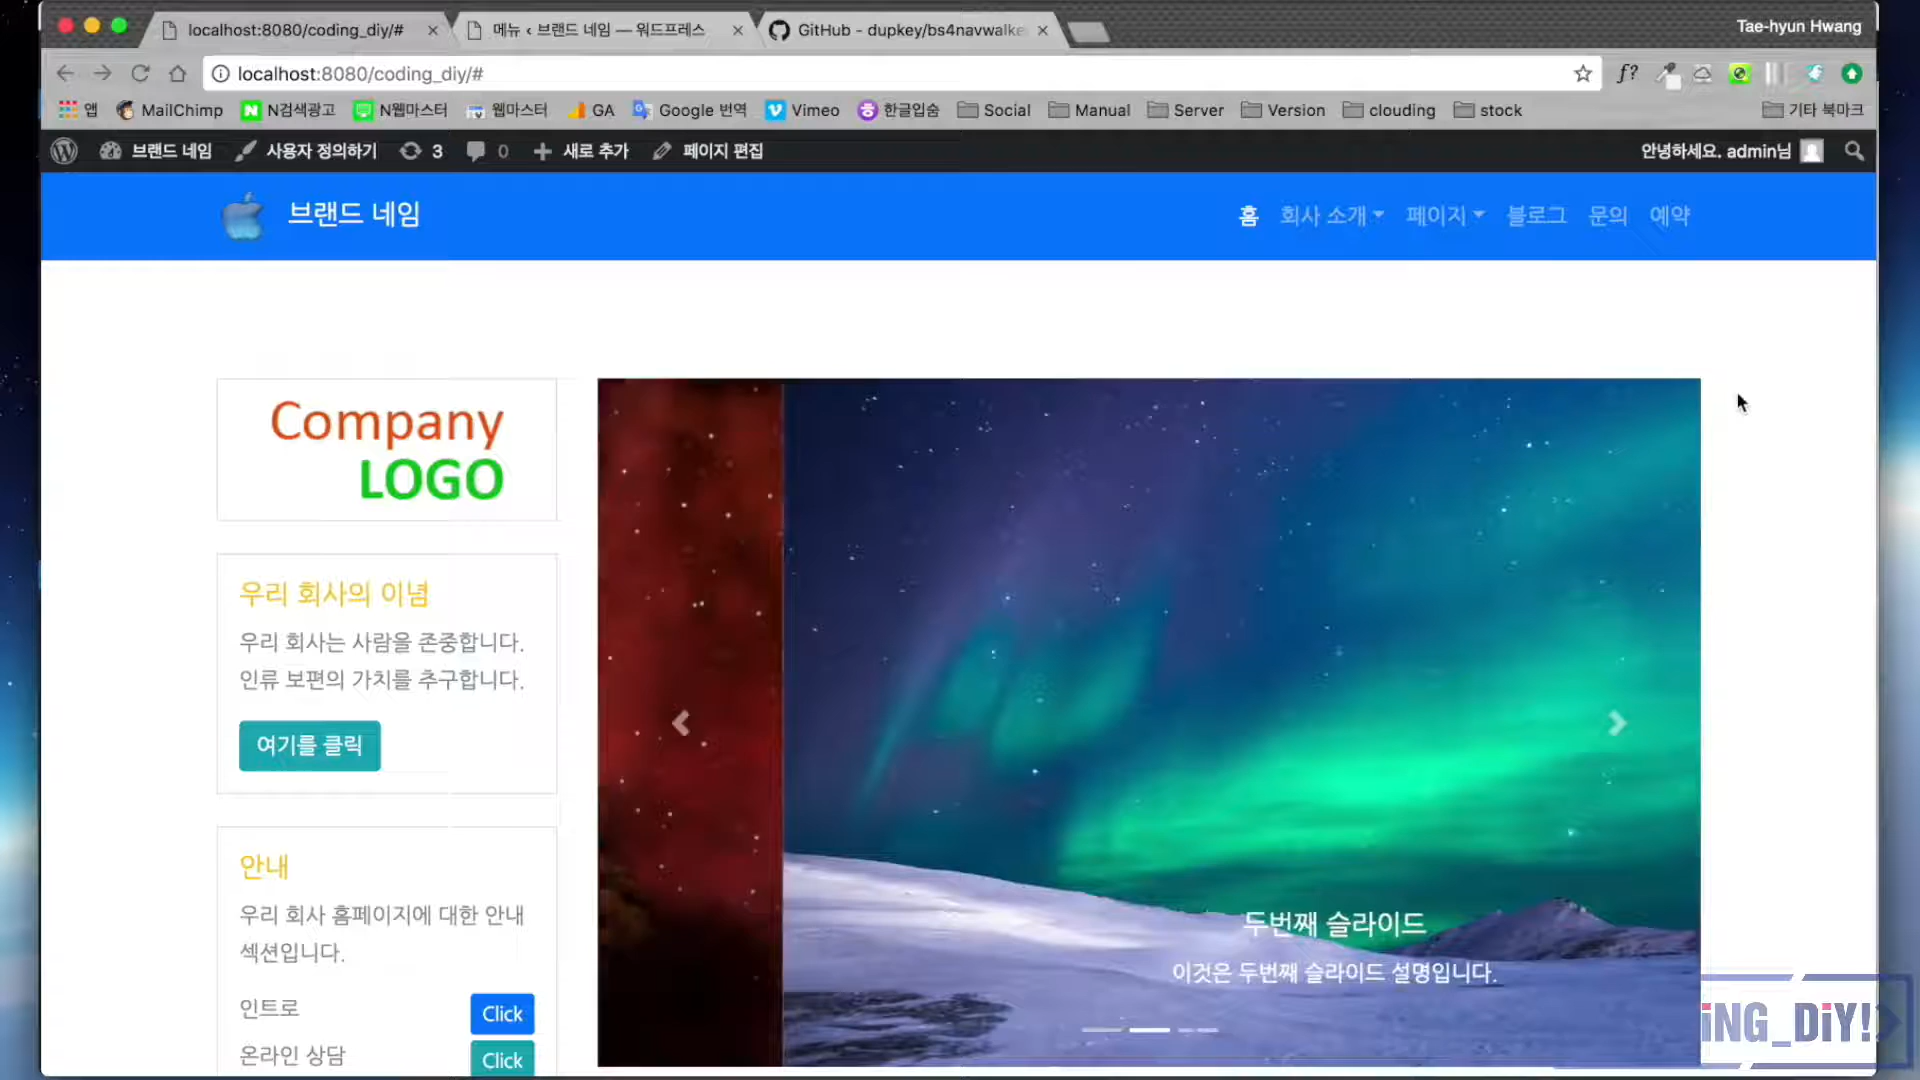 Tae-hyun Hwang
localhost:8080/coding_diy/#
메뉴 ‹ 브랜드 네임 — 워드프레스
GitHub - dupkey/bs4navwalke
localhost:8080/coding_diy/#
f?
앱 MailChimp N검색광고 N웹마스터 웹마스터 GA Google 번역 Vimeo 한글입숨 Social Manual Server Version clouding stock 기타 북마크
브랜드 네임 사용자 정의하기 3 0 새로 추가 페이지 편집 안녕하세요. admin님
브랜드 네임
홈 회사 소개 페이지 블로그 문의 예약
Company
LOGO
우리 회사의 이념
우리 회사는 사람을 존중합니다.
인류 보편의 가치를 추구합니다.
여기를 클릭
안내
우리 회사 홈페이지에 대한 안내
섹션입니다.
인트로 Click
온라인 상담 Click
두번째 슬라이드
이것은 두번째 슬라이드 설명입니다.
iNG_DiY!